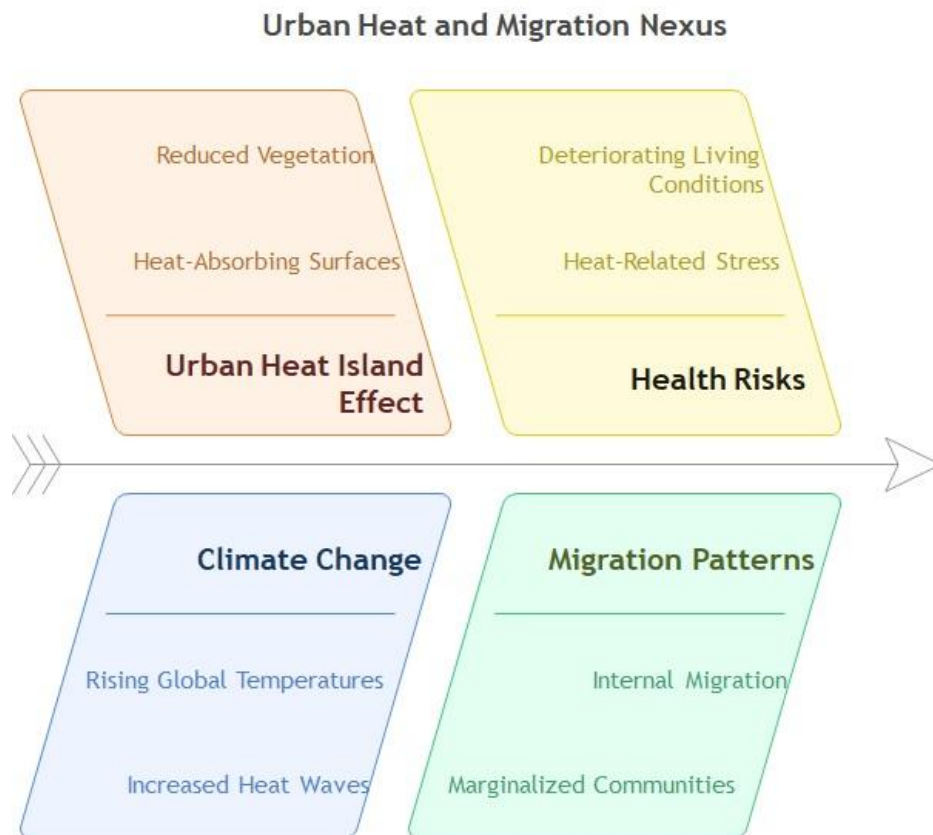 Urban Heat and Migration Nexus
Reduced Vegetation
Heat-Absorbing Surfaces
Urban Heat Island
Effect
Deteriorating Living
Conditions
Heat-Related Stress
Health Risks
Climate Change
Rising Global Temperatures
Increased Heat Waves
Migration Patterns
Internal Migration
Marginalized Communities